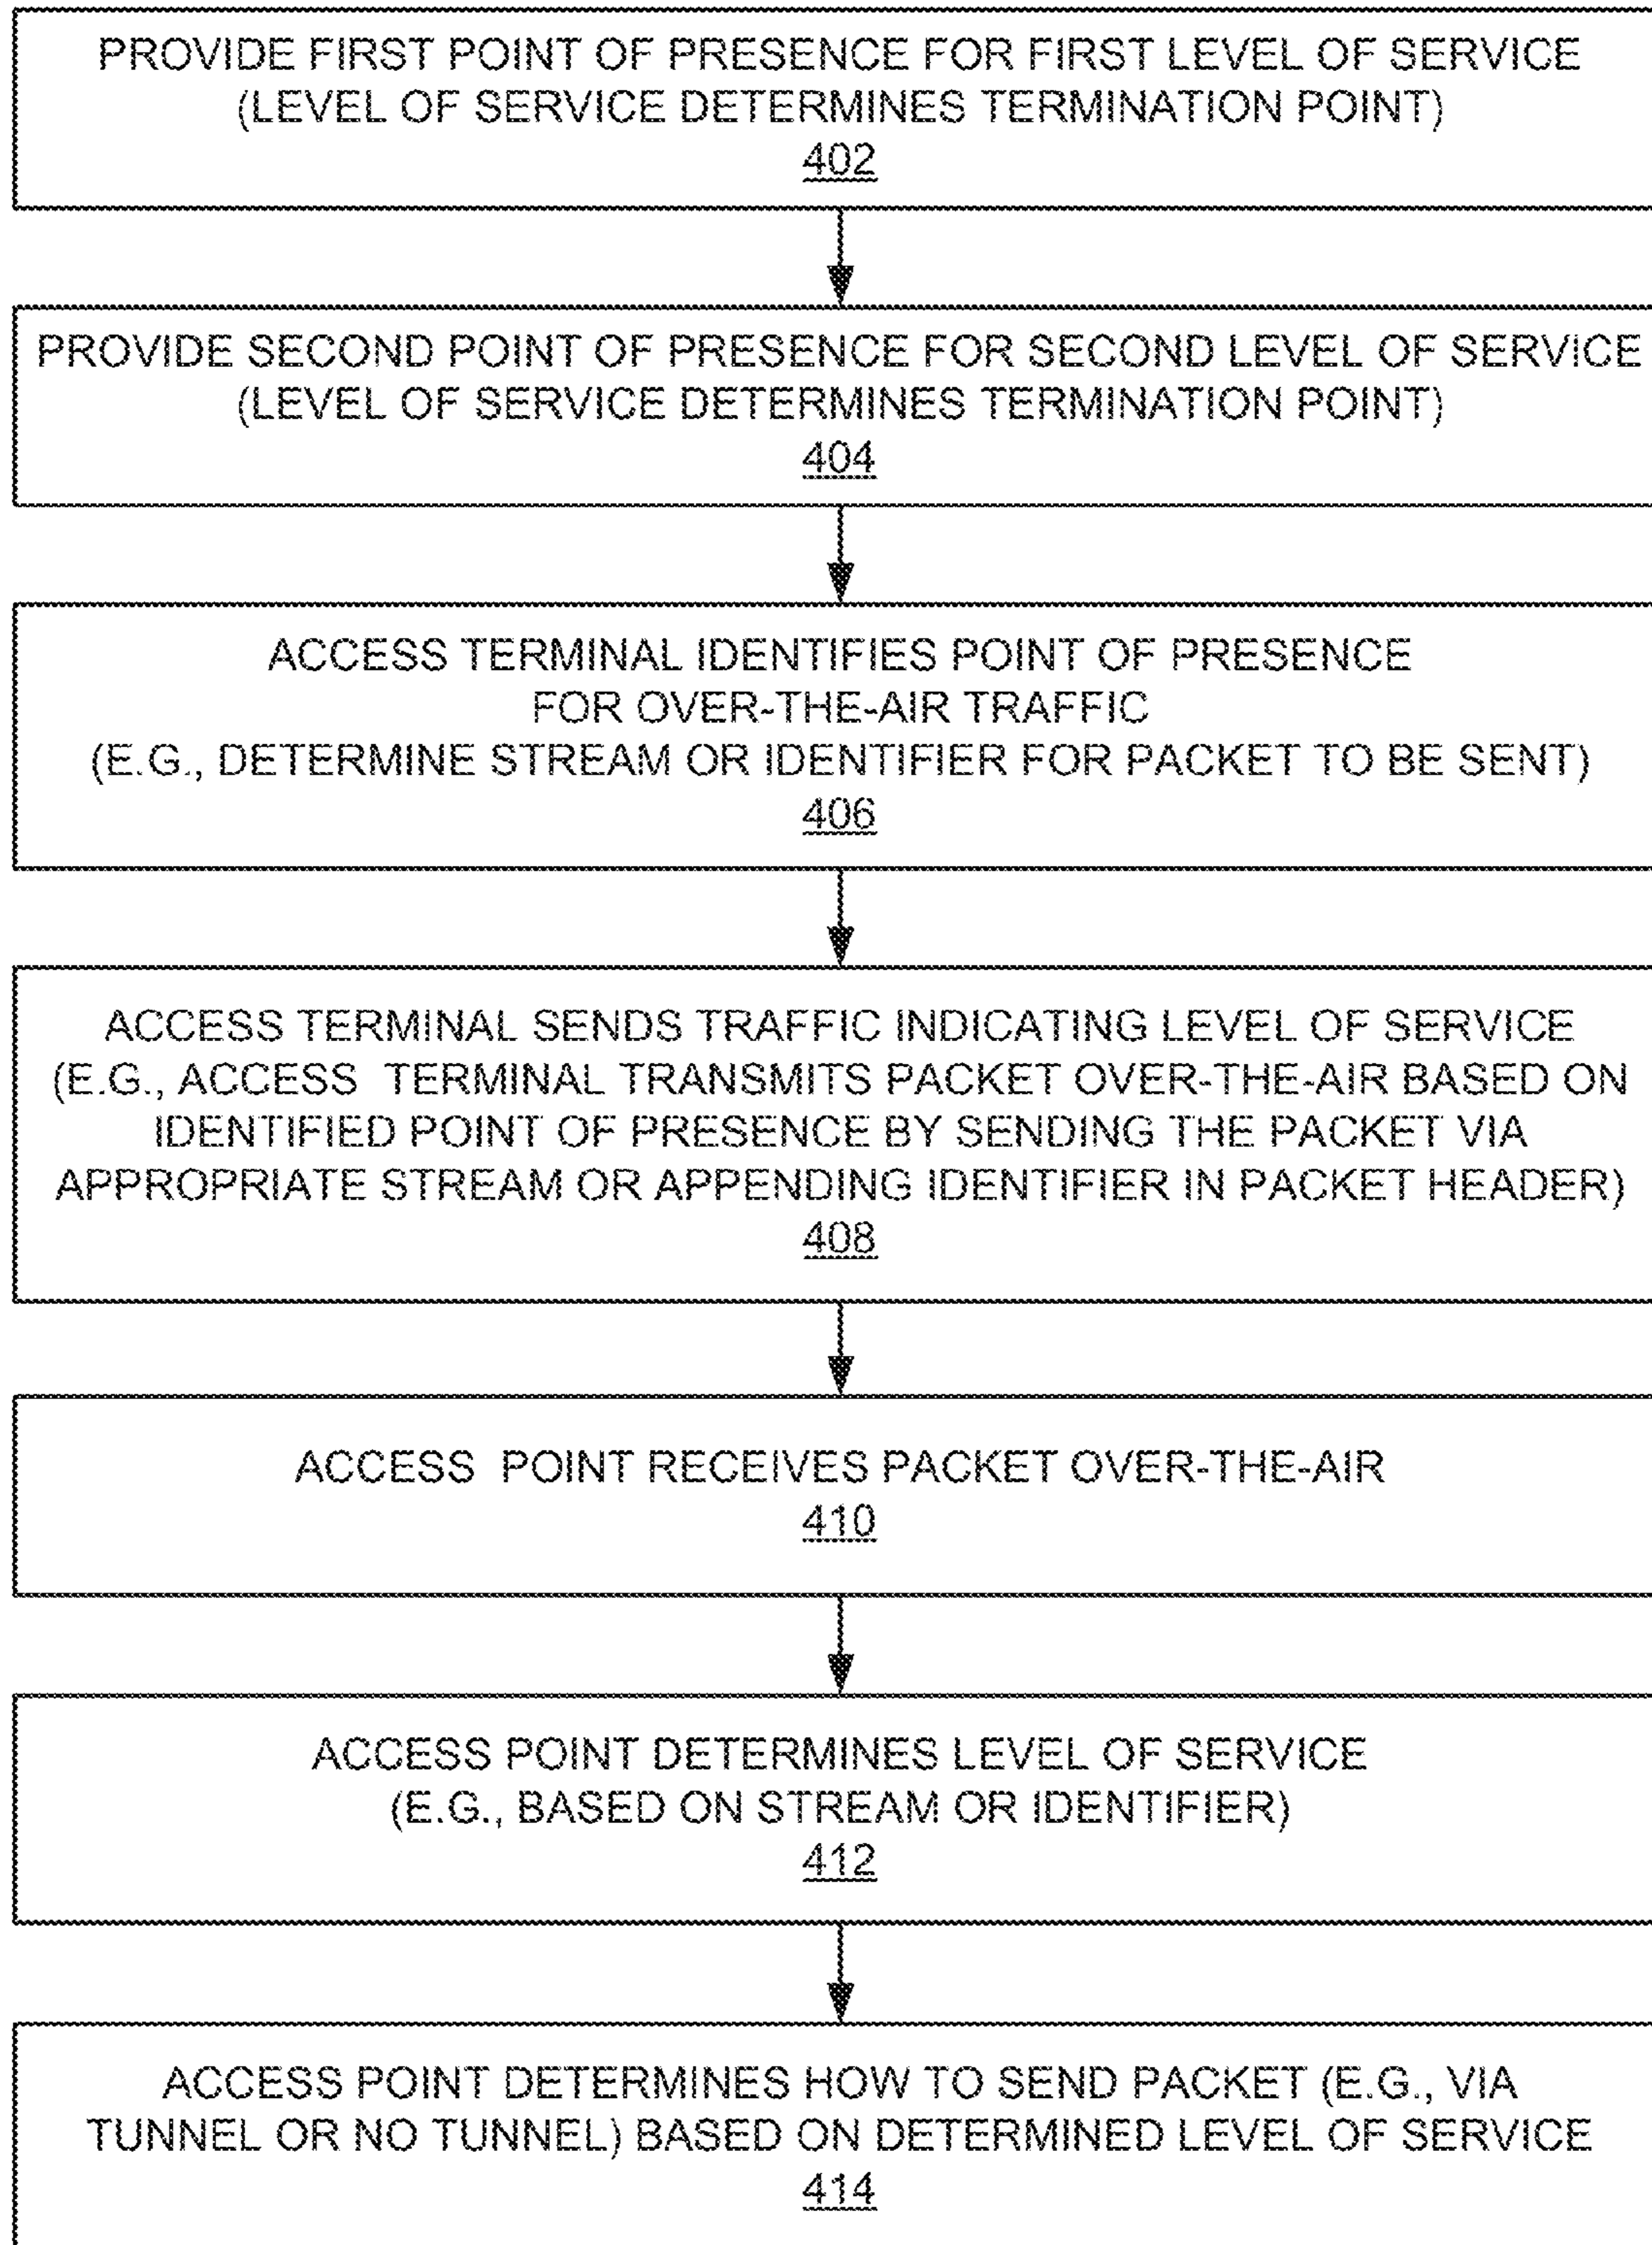 PROVIDE FIRST POINT OF PRESENCE FOR FIRST LEVEL OF SERVICE
(LEVEL OF SERVICE DETERMINES TERMINATION POINT)
402
PROVIDE SECOND POINT OF PRESENCE FOR SECOND LEVEL OF SERVICE
(LEVEL OF SERVICE DETERMINES TERMINATION POINT)
404
ACCESS TERMINAL IDENTIFIES POINT OF PRESENCE
FOR OVER-THE-AIR TRAFFIC
(E.G., DETERMINE STREAM OR IDENTIFIER FOR PACKET TO BE SENT)
406
ACCESS TERMINAL SENDS TRAFFIC INDICATING LEVEL OF SERVICE
(E.G., ACCESS TERMINAL TRANSMITS PACKET OVER-THE-AIR BASED ON
IDENTIFIED POINT OF PRESENCE BY SENDING THE PACKET VIA
APPROPRIATE STREAM OR APPENDING IDENTIFIER IN PACKET HEADER)
408
ACCESS POINT RECEIVES PACKET OVER-THE-AIR
410
ACCESS POINT DETERMINES LEVEL OF SERVICE
(E.G., BASED ON STREAM OR IDENTIFIER)
412
ACCESS POINT DETERMINES HOW TO SEND PACKET (E.G., VIA
TUNNEL OR NO TUNNEL) BASED ON DETERMINED LEVEL OF SERVICE
414